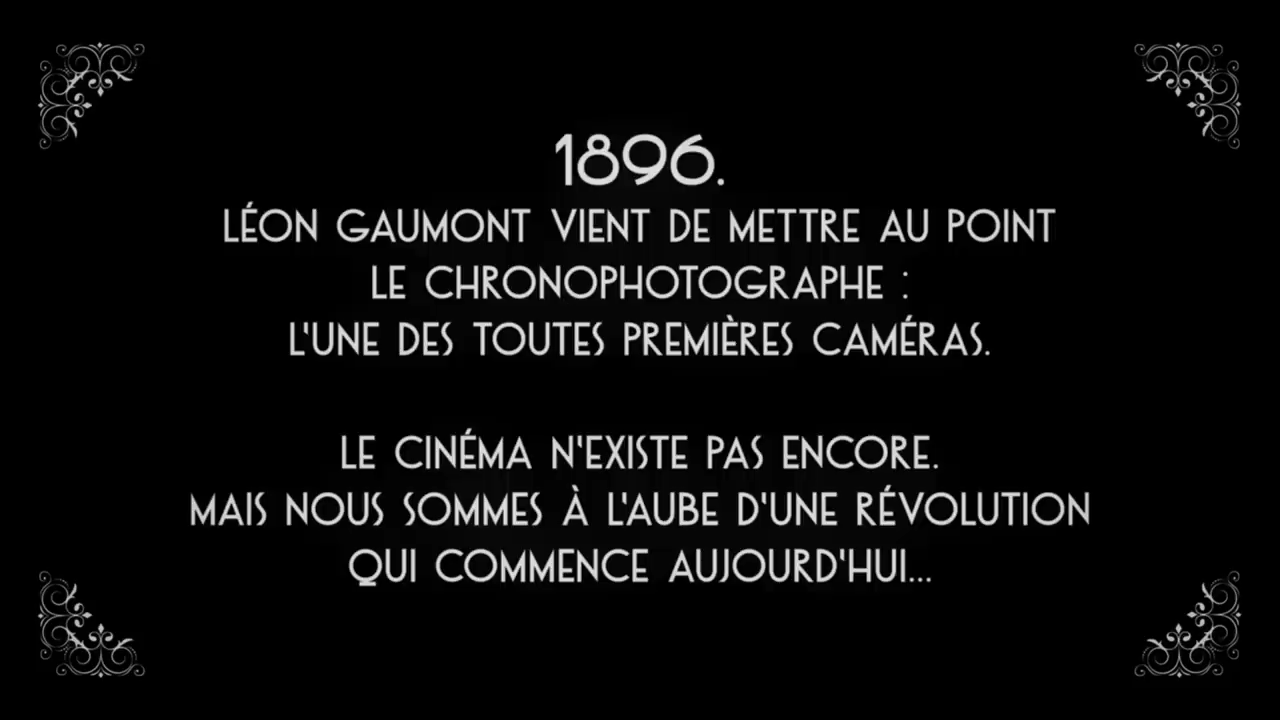 1896.
LÉON GAUMONT VIENT DE METTRE AU POINT
LE CHRONOPHOTOGRAPHE :
L'UNE DES TOUTES PREMIÈRES CAMÉRAS.
LE CINÉMA N'EXISTE PAS ENCORE.
MAIS NOUS SOMMES À L'AUBE D'UNE RÉVOLUTION
QUI COMMENCE AUJOURD'HUI...